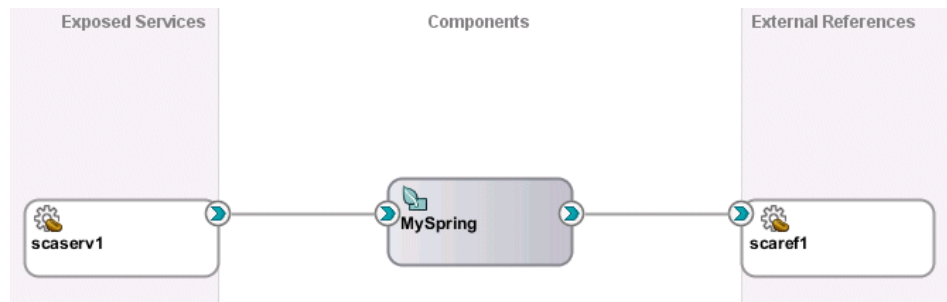 Exposed Services
Components
External References
scaserv1
MySpring
scaref1